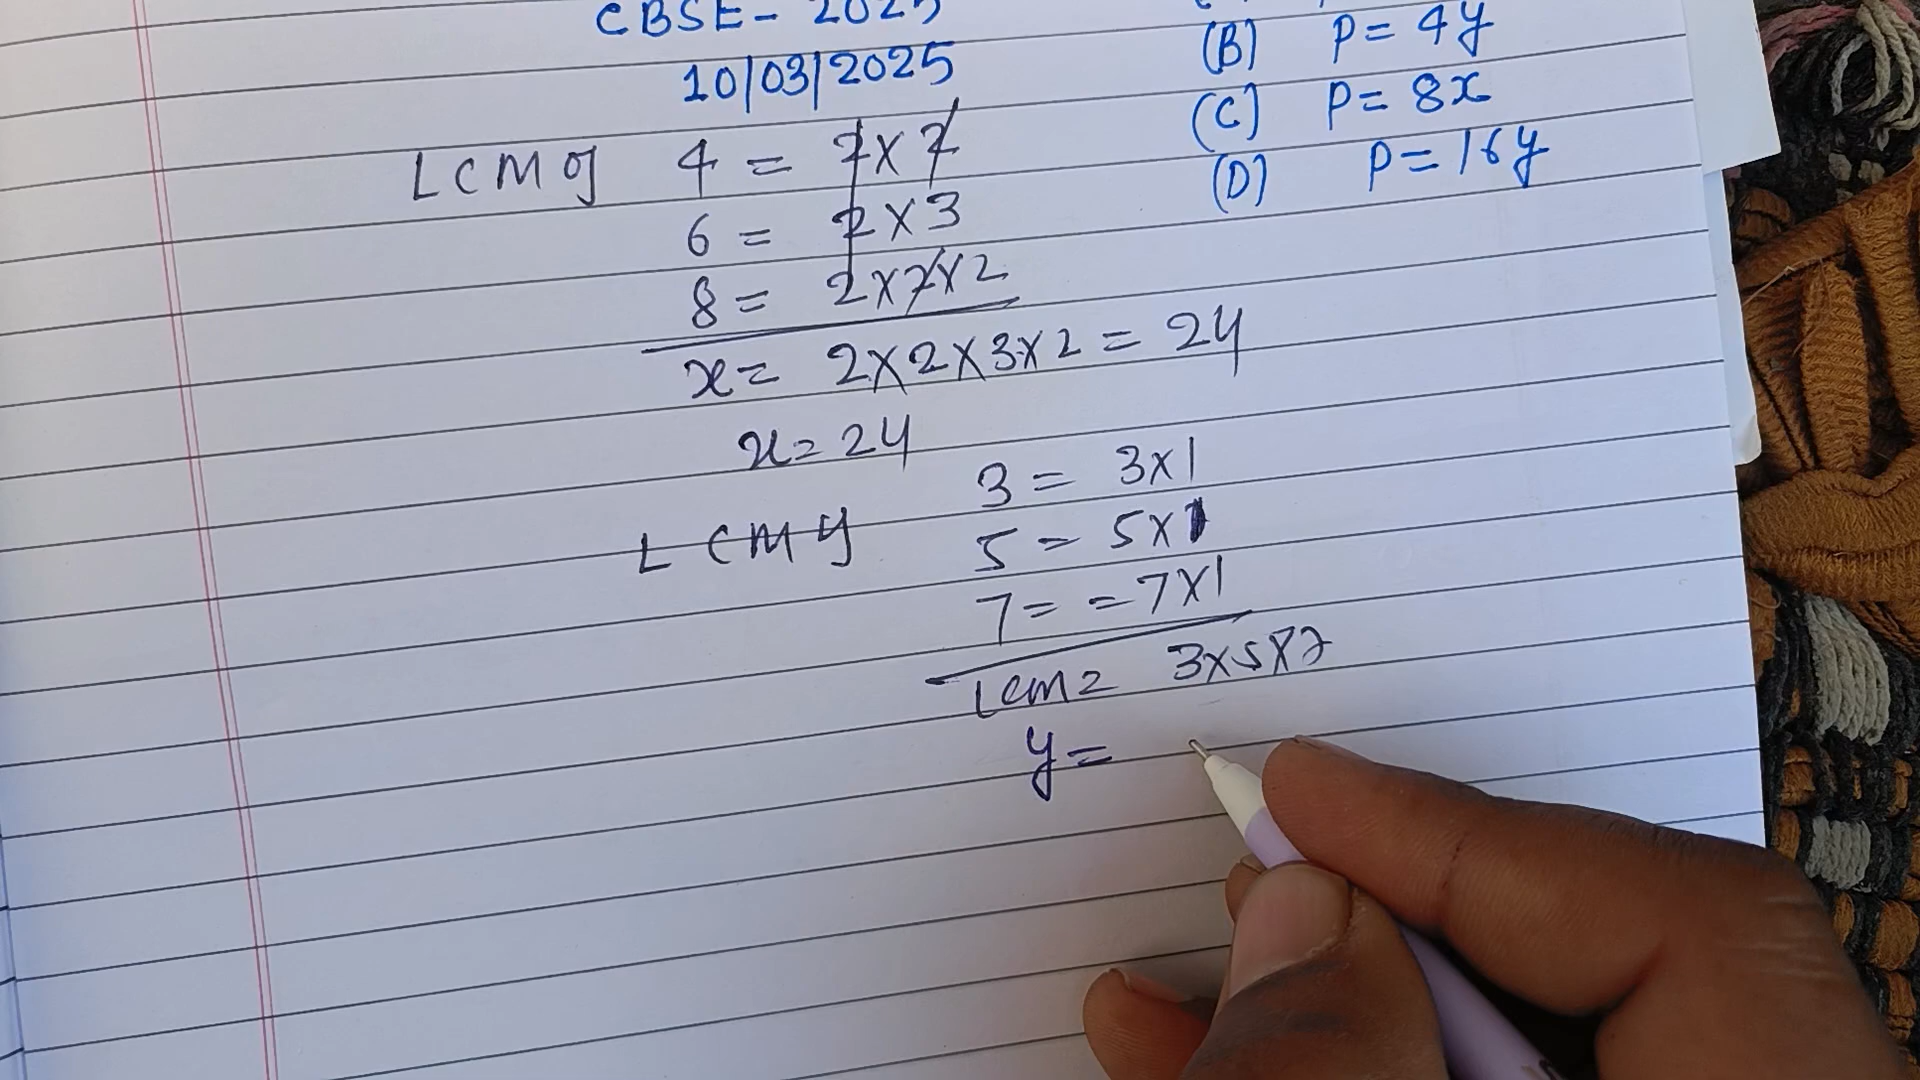 CBSE- 2025
10/03/2025
(B) P= 4y
(C) P= 8x
(D) P= 16y
LCM of 4 = 2x2
6 = 2x3
8 = 2x2x2
x= 2x2x3x2 = 24
x= 24
LCM of 3 = 3x1
5 = 5x1
7= =7x1
LCM= 3x5x7
y=